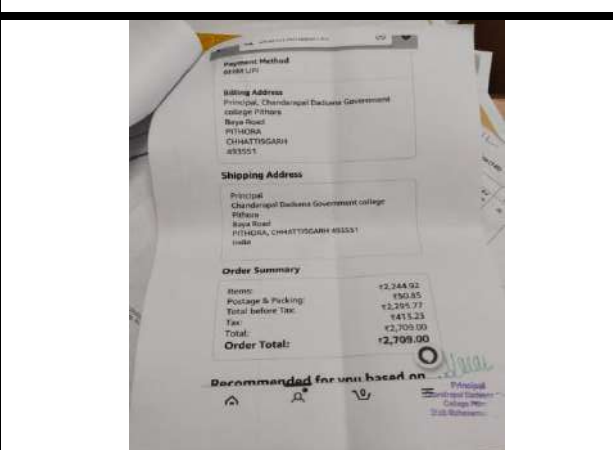 Payment Method
BHIM UPI
Billing Address
Principal, Chandarapal Dadsena Government
college Pithora
Baya Road
PITHORA
CHHATTISGARH
493551
Shipping Address
Principal
Chandarapal Dadsena Government college
Pithora
Baya Road
PITHORA, CHHATTISGARH 493551
India
Order Summary
Items: ₹2,244.92
Postage & Packing: ₹50.85
Total before Tax: ₹2,295.77
Tax: ₹413.23
Total: ₹2,709.00
Order Total: ₹2,709.00
Recommended for you based on
Principal
College